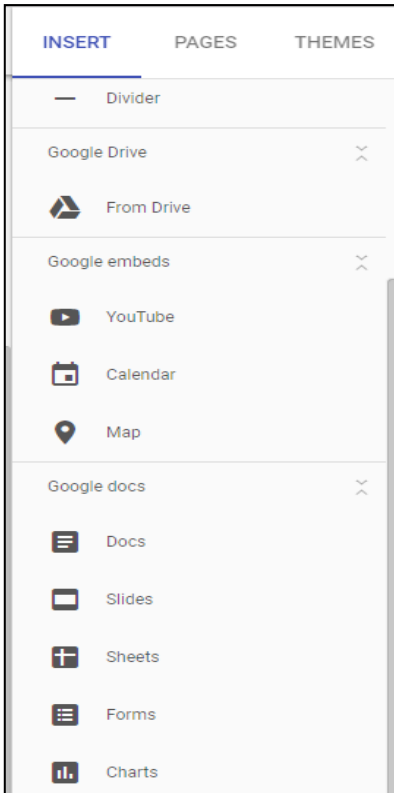 INSERT PAGES THEMES
Divider
Google Drive
From Drive
Google embeds
YouTube
Calendar
Map
Google docs
Docs
Slides
Sheets
Forms
Charts